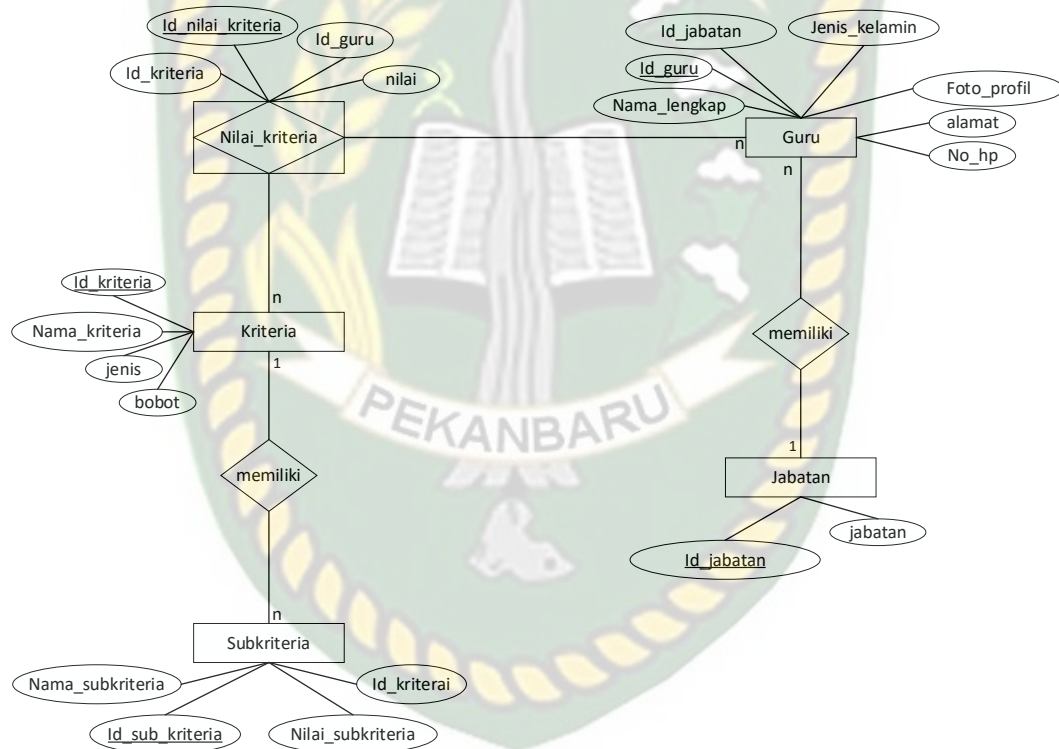 Id_nilai_kriteria
Id_guru
Id_kriteria
nilai
Nilai_kriteria
Id_jabatan
Jenis_kelamin
Id_guru
Foto_profil
Nama_lengkap
alamat
Guru
No_hp
n
n
n
Id_kriteria
Nama_kriteria
Kriteria
jenis
bobot
1
memiliki
PEKANBARU
memiliki
1
Jabatan
jabatan
Id_jabatan
n
Subkriteria
Nama_subkriteria
Id_kriterai
Id_sub_kriteria
Nilai_subkriteria